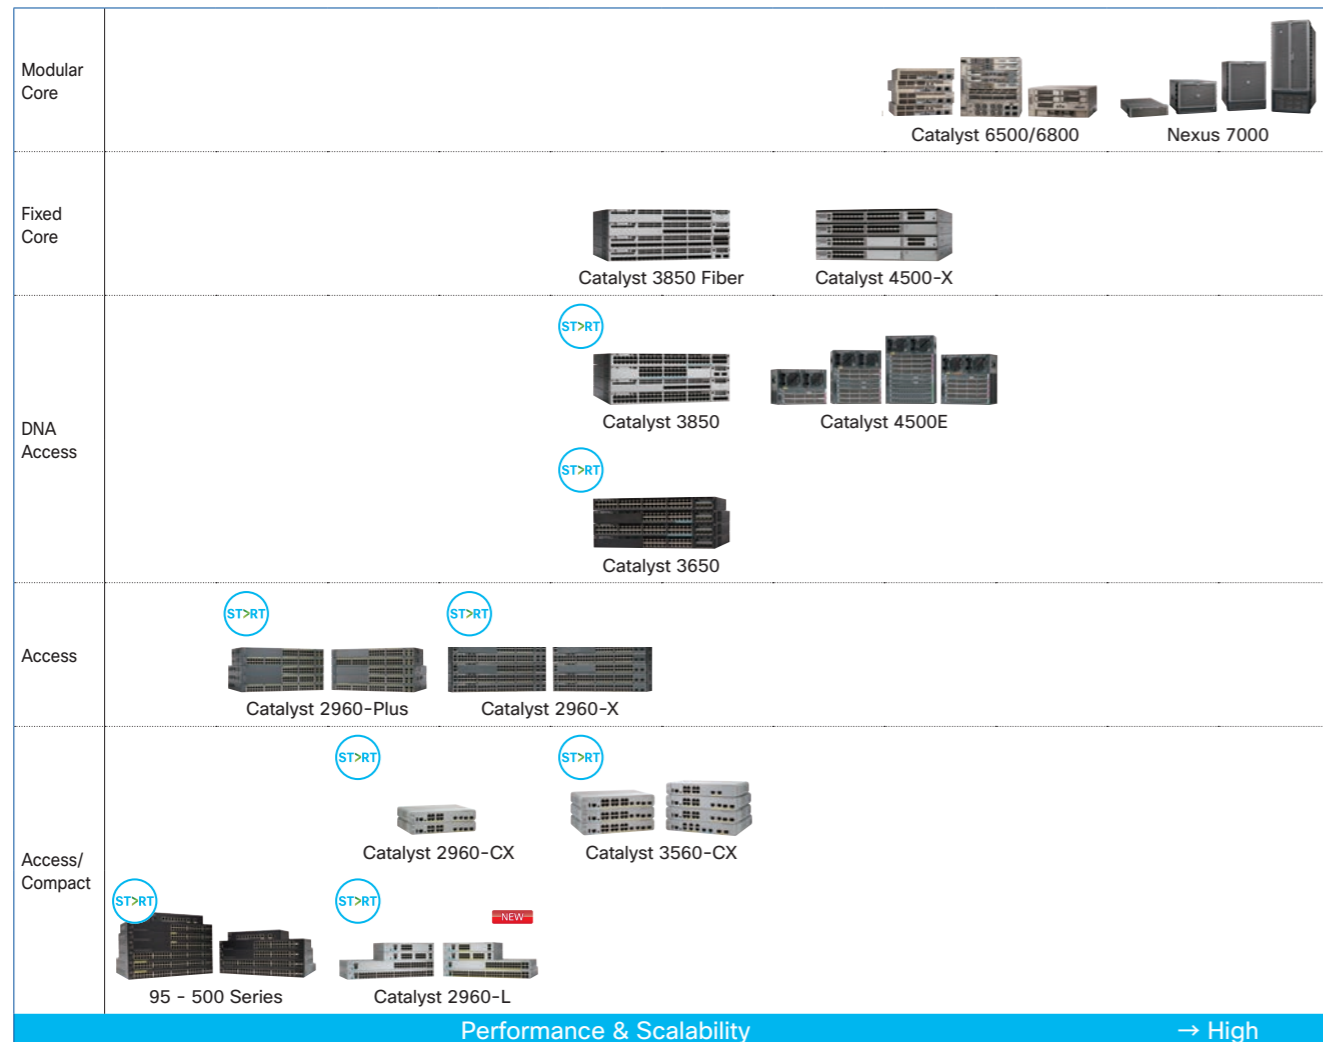 Modular
Core
Catalyst 6500/6800
Nexus 7000
Fixed
Core
Catalyst 3850 Fiber
Catalyst 4500-X
ST>RT
Catalyst 3850
Catalyst 4500E
DNA
Access
ST>RT
Catalyst 3650
ST>RT
ST>RT
Access
Catalyst 2960-Plus
Catalyst 2960-X
ST>RT
ST>RT
Catalyst 2960-CX
Catalyst 3560-CX
Access/
Compact
ST>RT
ST>RT
NEW
95 - 500 Series
Catalyst 2960-L
Performance & Scalability
→ High